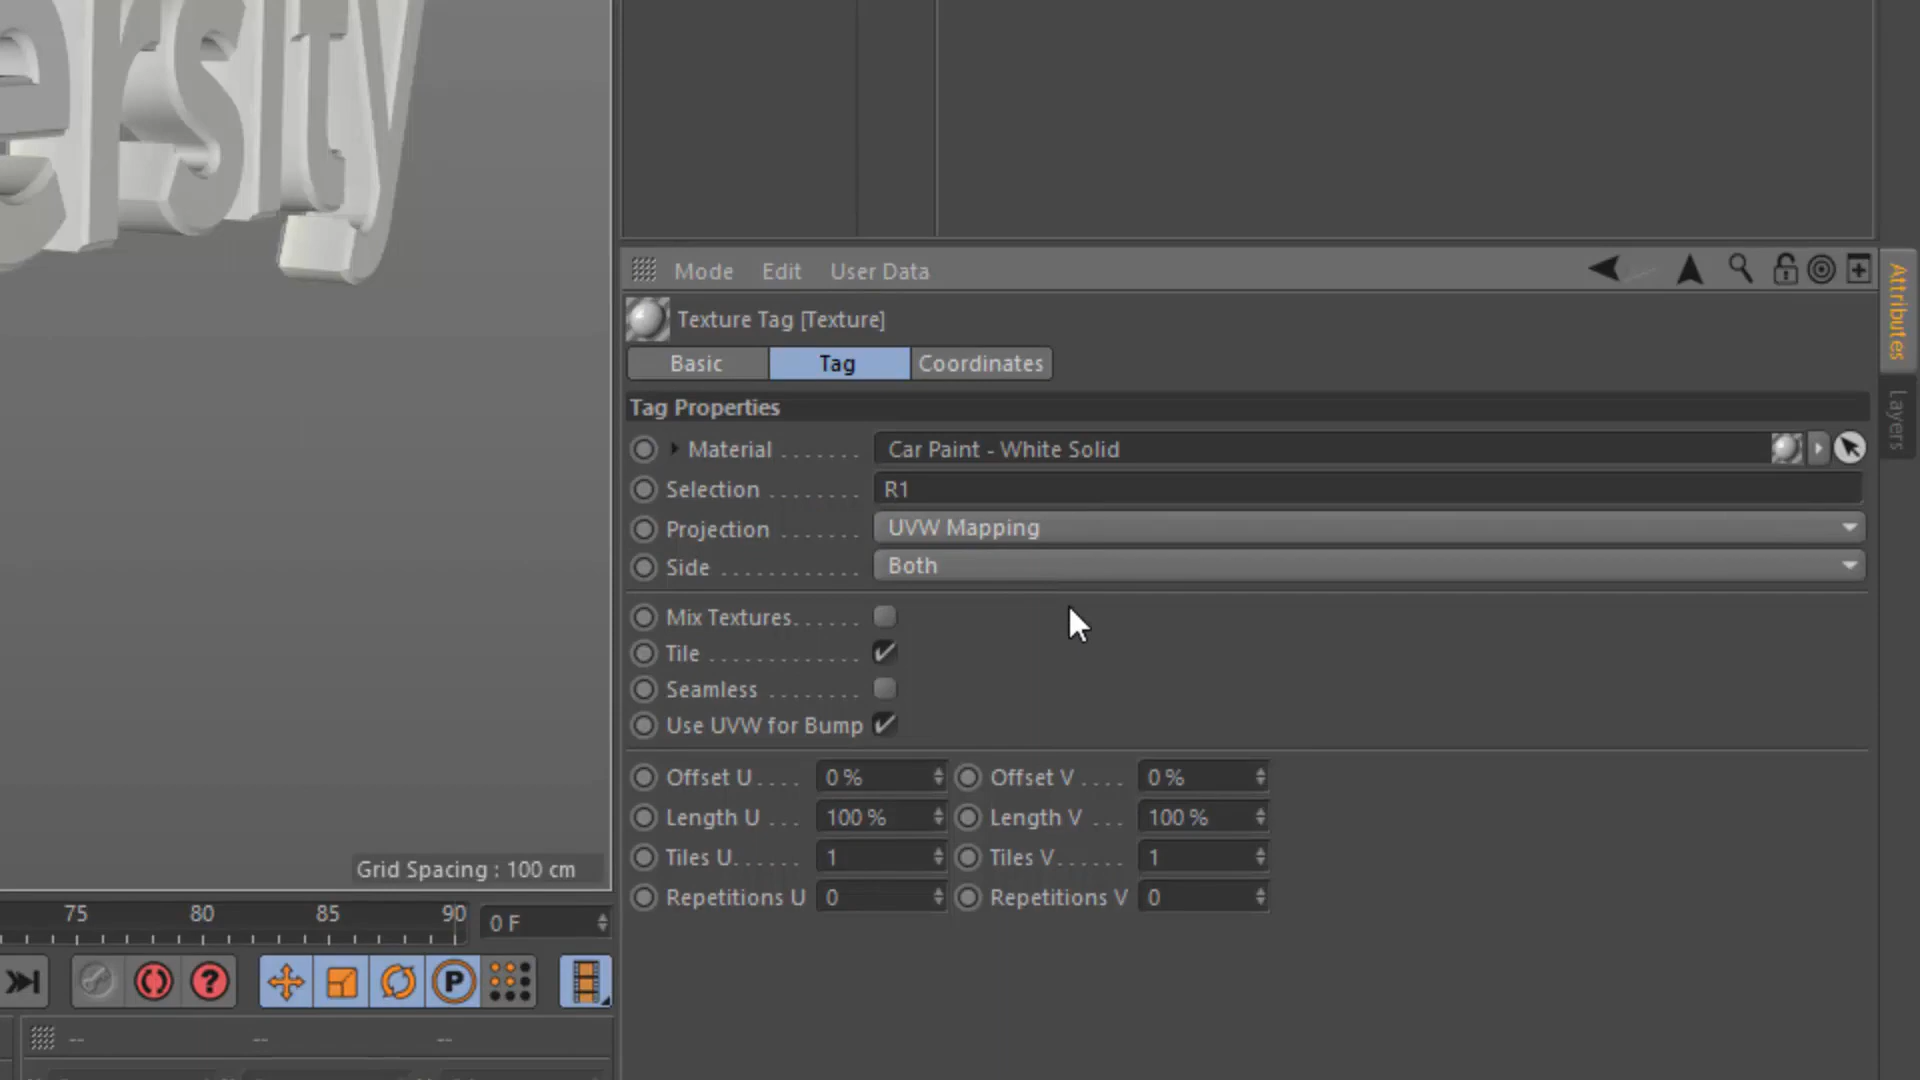 ersity
Mode Edit User Data
Texture Tag [Texture]
Basic Tag Coordinates
Tag Properties
Material Car Paint - White Solid
Selection R1
Projection UVW Mapping
Side Both
Mix Textures
Tile
Seamless
Use UVW for Bump
Offset U 0 % Offset V 0 %
Length U 100 % Length V 100 %
Tiles U 1 Tiles V 1
Repetitions U 0 Repetitions V 0
Attributes
Layers
Grid Spacing : 100 cm
75 80 85 90 0 F
P
-- -- --